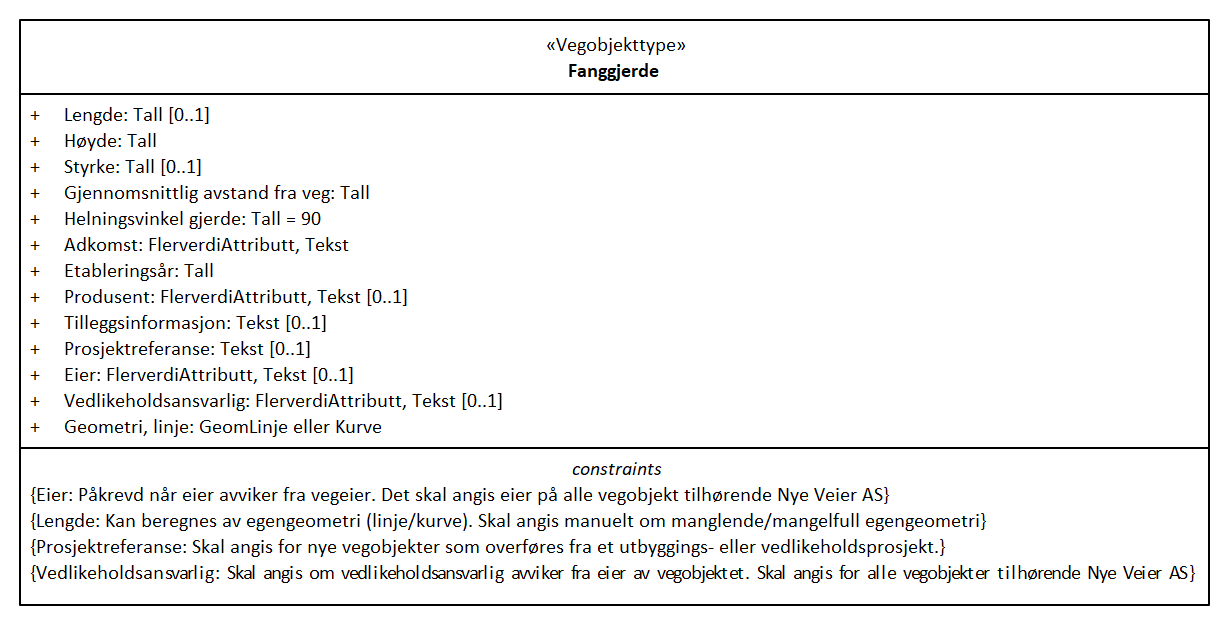 «Vegobjekttype»
Fanggjerde
+ Lengde: Tall [0..1]
+ Høyde: Tall
+ Styrke: Tall [0..1]
+ Gjennomsnittlig avstand fra veg: Tall
+ Helningsvinkel gjerde: Tall = 90
+ Adkomst: FlerverdiAttributt, Tekst
+ Etableringsår: Tall
+ Produsent: FlerverdiAttributt, Tekst [0..1]
+ Tilleggsinformasjon: Tekst [0..1]
+ Prosjektreferanse: Tekst [0..1]
+ Eier: FlerverdiAttributt, Tekst [0..1]
+ Vedlikeholdsansvarlig: FlerverdiAttributt, Tekst [0..1]
+ Geometri, linje: GeomLinje eller Kurve
constraints
{Eier: Påkrevd når eier avviker fra vegeier. Det skal angis eier på alle vegobjekt tilhørende Nye Veier AS}
{Lengde: Kan beregnes av egengeometri (linje/kurve). Skal angis manuelt om manglende/mangelfull egengeometri}
{Prosjektreferanse: Skal angis for nye vegobjekter som overføres fra et utbyggings- eller vedlikeholdsprosjekt.}
{Vedlikeholdsansvarlig: Skal angis om vedlikeholdsansvarlig avviker fra eier av vegobjektet. Skal angis for alle vegobjekter tilhørende Nye Veier AS}